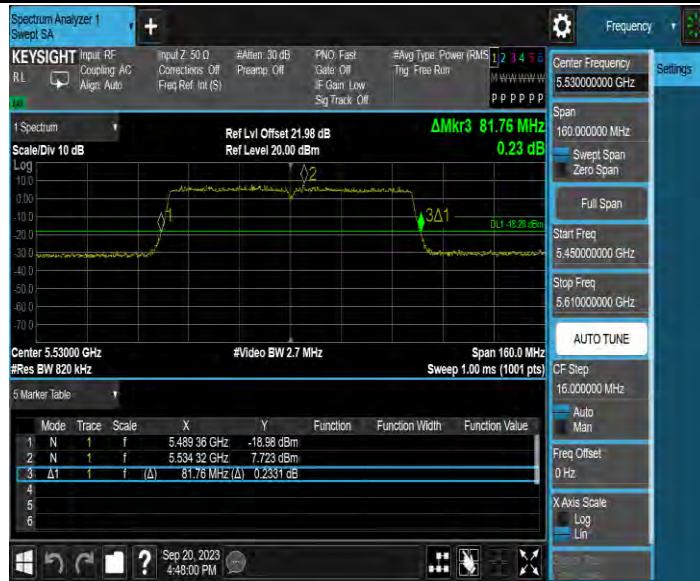 Spectrum Analyzer 1
Swept SA
+
Frequency
KEYSIGHT Input: RF Input Z: 50 Ω #Atten: 30 dB PNO: Fast #Avg Type: Power (RMS 1 2 3 4 5 6
RL Coupling: AC Corrections: Off Preamp: Off Gate: Off Trig: Free Run M W W W W W
Align: Auto Freq Ref: Int (S) IF Gain: Low
Sig Track: Off P P P P P P
1 Spectrum Ref Lvl Offset 21.98 dB ΔMkr3 81.76 MHz
Scale/Div 10 dB Ref Level 20.00 dBm 0.23 dB
Log
10.0
0.00
-10.0
-20.0
-30.0
-40.0
-50.0
-60.0
-70.0
1
2
3Δ1
DL1 -18.28 dBm
Center 5.53000 GHz #Video BW 2.7 MHz Span 160.0 MHz
#Res BW 820 kHz Sweep 1.00 ms (1001 pts)
5 Marker Table
Mode Trace Scale X Y Function Function Width Function Value
1 N 1 f 5.489 36 GHz -18.98 dBm
2 N 1 f 5.534 32 GHz 7.723 dBm
3 Δ1 1 f (Δ) 81.76 MHz (Δ) 0.2331 dB
4
5
6
? Sep 20, 2023
4:48:00 PM
Center Frequency
5.530000000 GHz
Settings
Span
160.000000 MHz
Swept Span
Zero Span
Full Span
Start Freq
5.450000000 GHz
Stop Freq
5.610000000 GHz
AUTO TUNE
CF Step
16.000000 MHz
Auto
Man
Freq Offset
0 Hz
X Axis Scale
Log
Lin